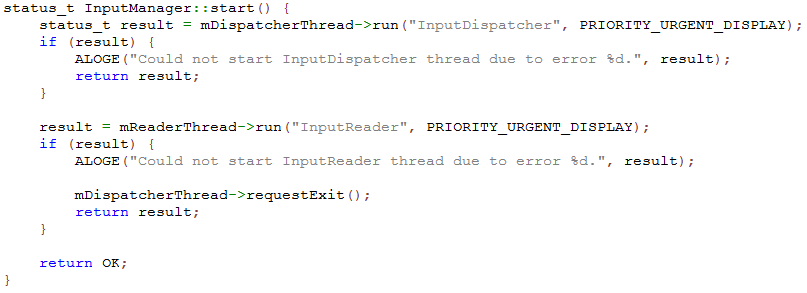 status_t InputManager::start() {
    status_t result = mDispatcherThread->run("InputDispatcher", PRIORITY_URGENT_DISPLAY);
    if (result) {
        ALOGE("Could not start InputDispatcher thread due to error %d.", result);
        return result;
    }

    result = mReaderThread->run("InputReader", PRIORITY_URGENT_DISPLAY);
    if (result) {
        ALOGE("Could not start InputReader thread due to error %d.", result);

        mDispatcherThread->requestExit();
        return result;
    }

    return OK;
}